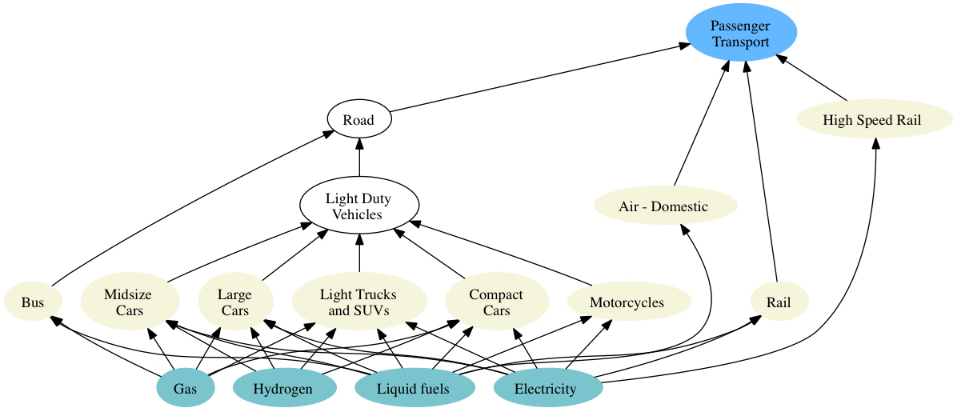 Passenger
Transport
Road
High Speed Rail
Light Duty
Vehicles
Air - Domestic
Bus
Midsize
Cars
Large
Cars
Light Trucks
and SUVs
Compact
Cars
Motorcycles
Rail
Gas
Hydrogen
Liquid fuels
Electricity